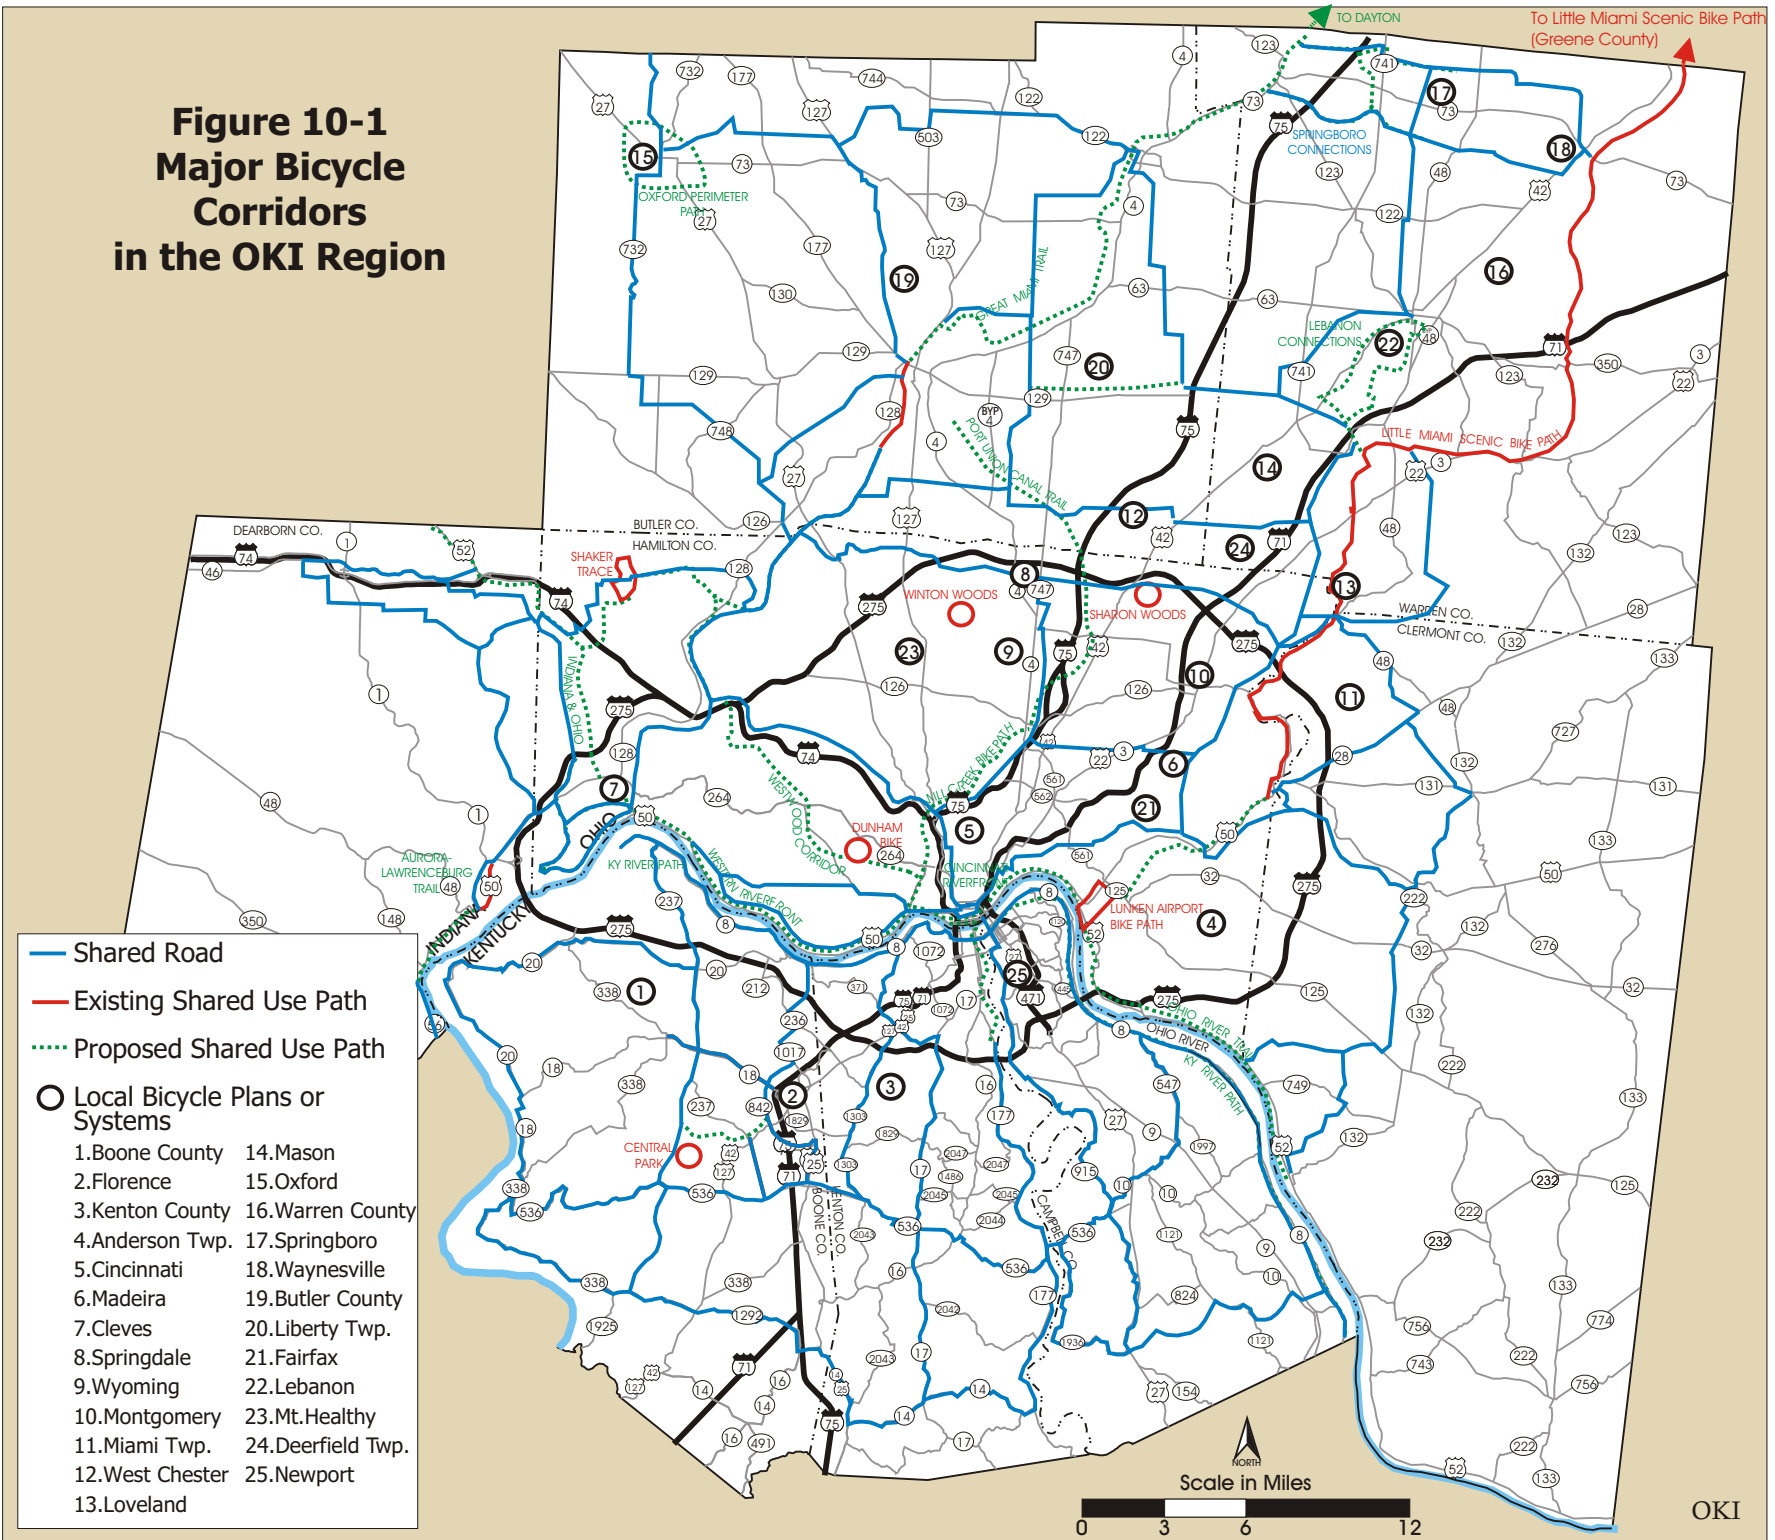 Figure 10-1
Major Bicycle
Corridors
in the OKI Region
TO DAYTON
To Little Miami Scenic Bike Path
(Greene County)
SPRINGBORO
CONNECTIONS
OXFORD PERIMETER
PATH
GREAT MIAMI TRAIL
LEBANON
CONNECTIONS
LITTLE MIAMI SCENIC BIKE PATH
PORT UNION CANAL TRAIL
DEARBORN CO.
BUTLER CO.
HAMILTON CO.
SHAKER
TRACE
WINTON WOODS
SHARON WOODS
WARREN CO.
CLERMONT CO.
INDIANA & OHIO
MILL CREEK BIKE PATH
WESTWOOD CORRIDOR
DUNHAM
BIKE
OHIO
KY RIVER PATH
WESTERN RIVERFRONT
CINCINNATI
RIVERFRONT
AURORA-
LAWRENCEBURG
TRAIL
INDIANA
KENTUCKY
LUNKEN AIRPORT
BIKE PATH
OHIO RIVER TRAIL
OHIO RIVER
KY RIVER PATH
CENTRAL
PARK
BOONE CO.
KENTON CO.
CAMPBELL CO.
Shared Road
Existing Shared Use Path
Proposed Shared Use Path
Local Bicycle Plans or
Systems
1.Boone County 14.Mason
2.Florence 15.Oxford
3.Kenton County 16.Warren County
4.Anderson Twp. 17.Springboro
5.Cincinnati 18.Waynesville
6.Madeira 19.Butler County
7.Cleves 20.Liberty Twp.
8.Springdale 21.Fairfax
9.Wyoming 22.Lebanon
10.Montgomery 23.Mt.Healthy
11.Miami Twp. 24.Deerfield Twp.
12.West Chester 25.Newport
13.Loveland
NORTH
Scale in Miles
0 3 6 12
OKI